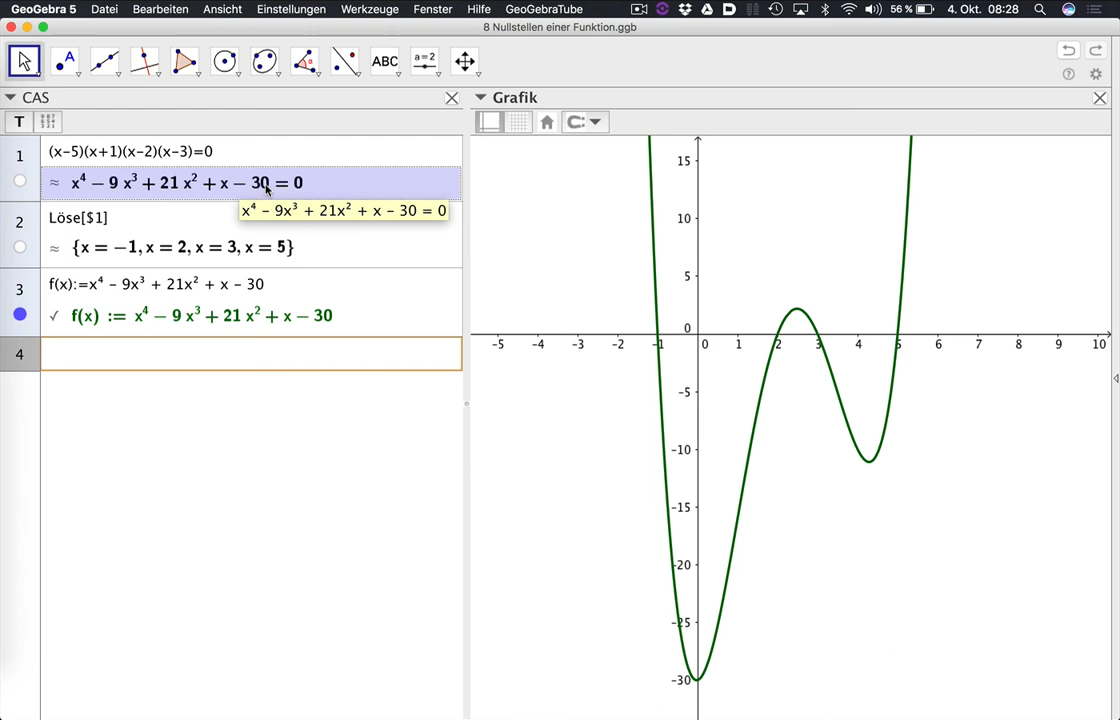 GeoGebra 5 Datei Bearbeiten Ansicht Einstellungen Werkzeuge Fenster Hilfe GeoGebraTube 56 % 4. Okt. 08:28
8 Nullstellen einer Funktion.ggb
A ABC a=2
CAS
Grafik
T
1 (x−5)(x+1)(x−2)(x−3)=0
≈ x⁴ − 9 x³ + 21 x² + x − 30 = 0
x⁴ − 9x³ + 21x² + x − 30 = 0
2 Löse[$1]
≈ {x = −1, x = 2, x = 3, x = 5}
3 f(x):=x⁴ − 9x³ + 21x² + x − 30
✓ f(x) := x⁴ − 9 x³ + 21 x² + x − 30
4
15
10
5
0
-5 -4 -3 -2 -1 0 1 2 3 4 5 6 7 8 9 10
-5
-10
-15
-20
-25
-30